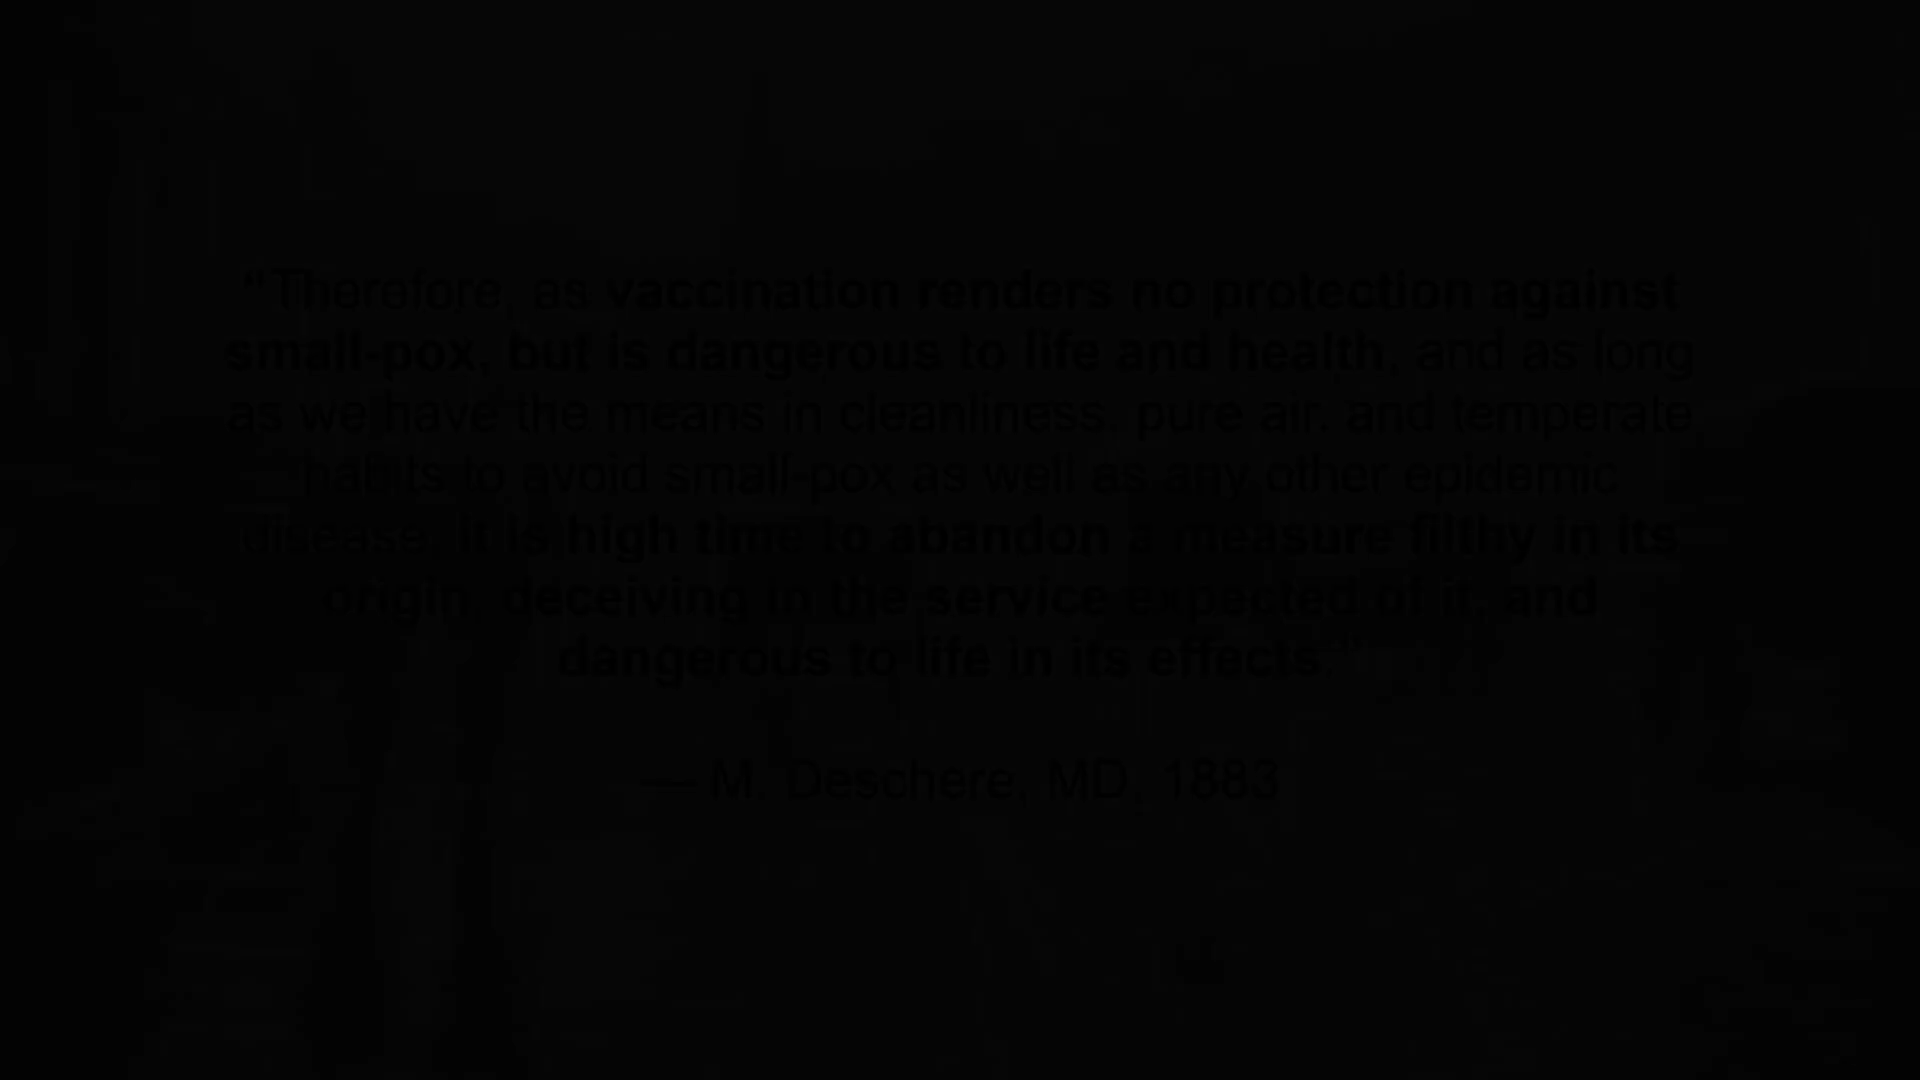 "Therefore, as vaccination renders no protection against
small-pox, but is dangerous to life and health, and as long
as we have the means in cleanliness, pure air, and temperate
habits to avoid small-pox as well as any other epidemic
disease, it is high time to abandon a measure filthy in its
origin, deceiving in the service expected of it, and
dangerous to life in its effects."
— M. Deschere, MD, 1883